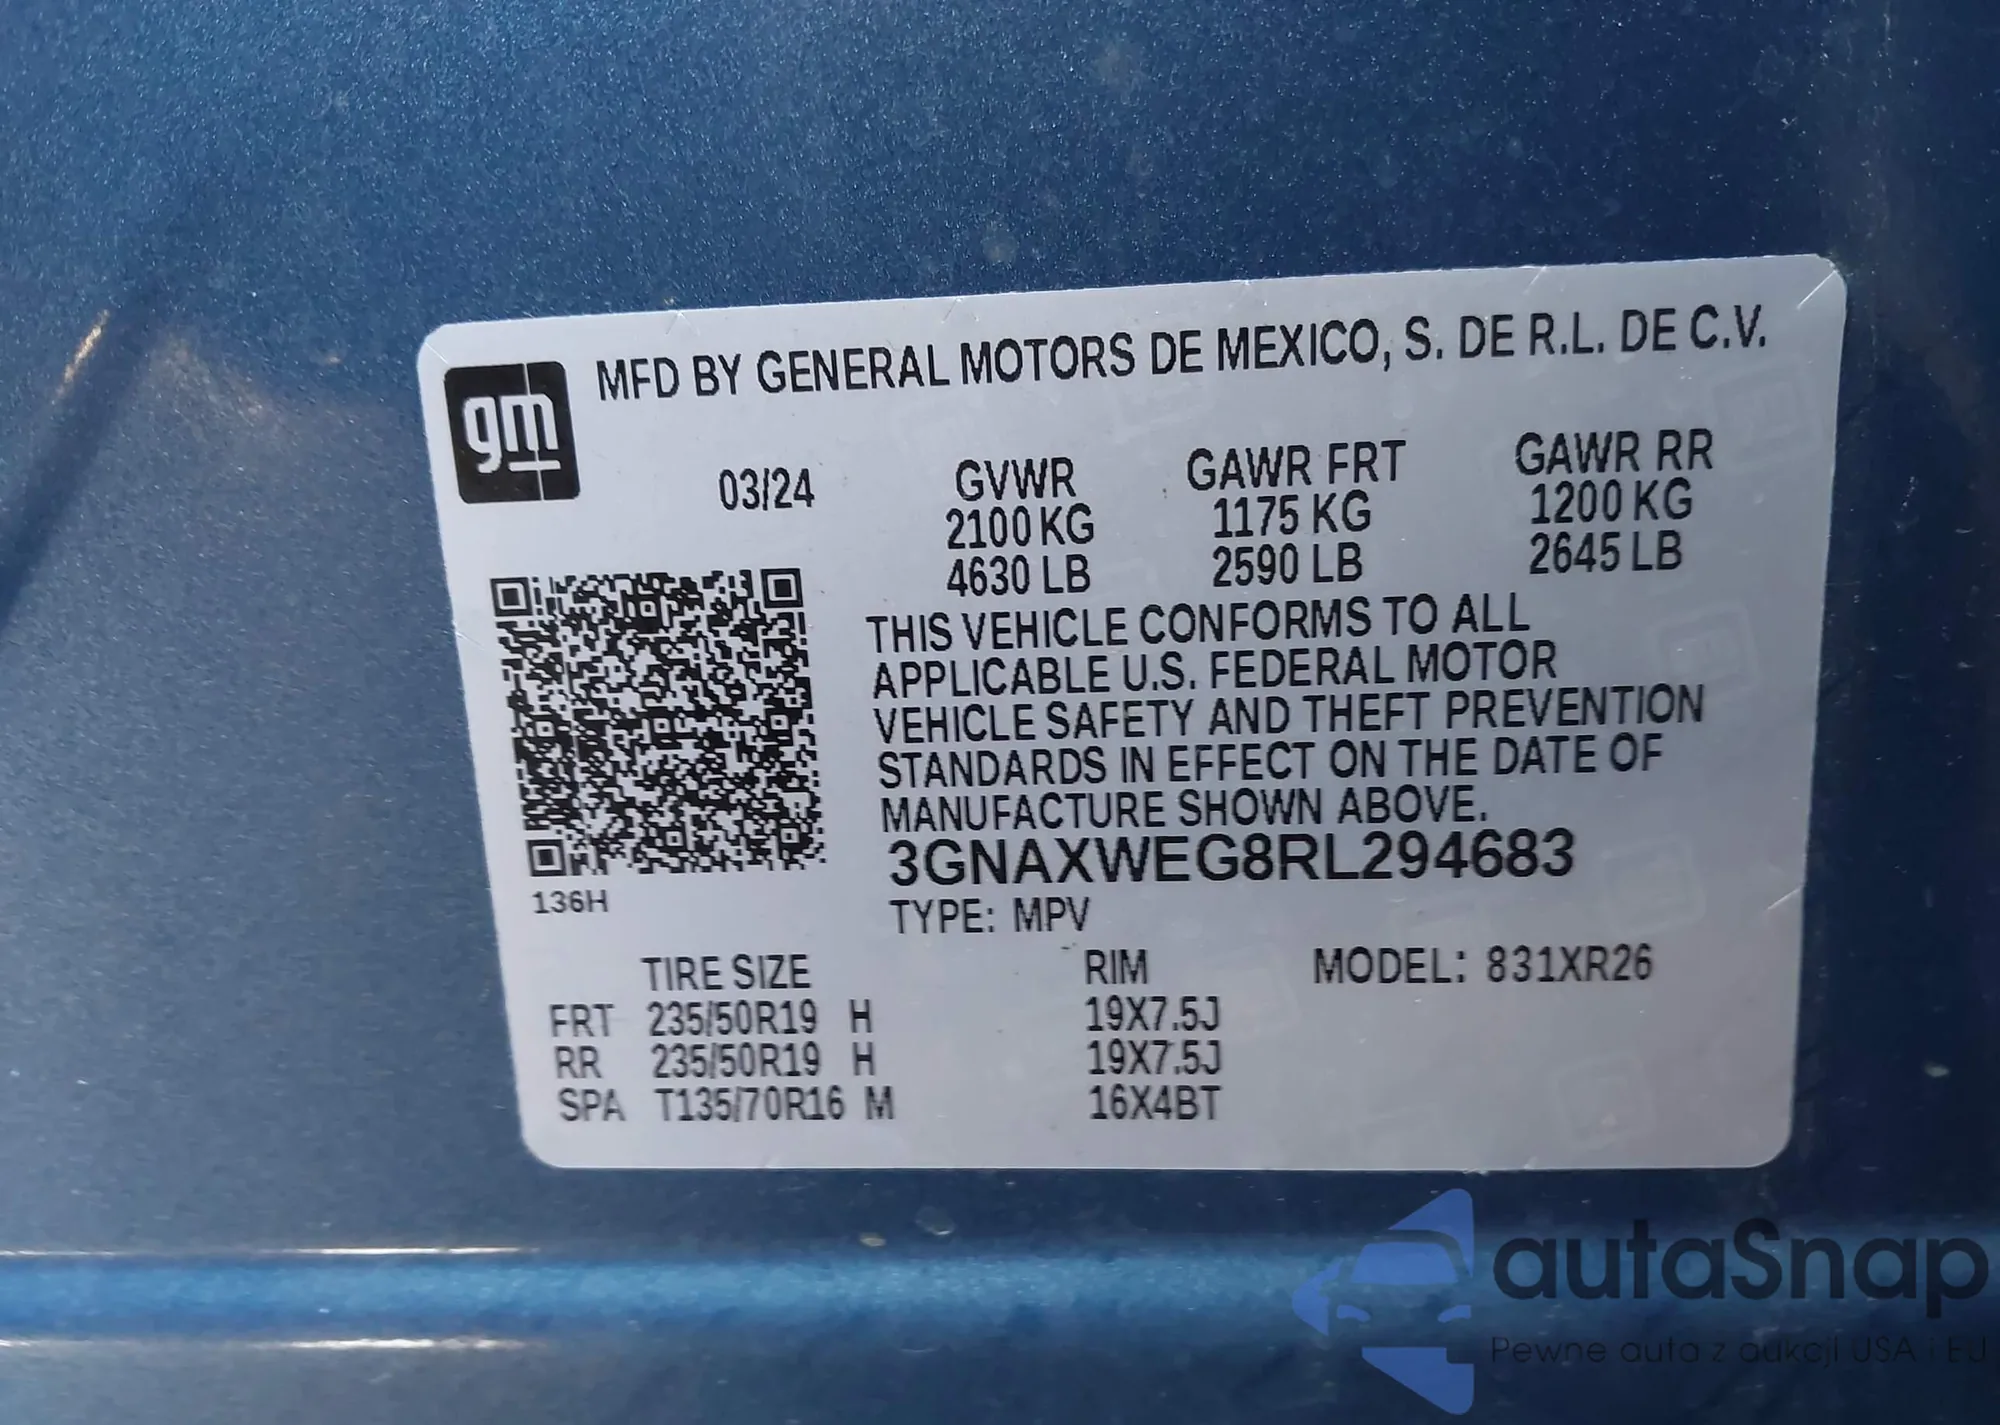 gm
MFD BY GENERAL MOTORS DE MEXICO, S. DE R.L. DE C.V.
03/24 GVWR GAWR FRT GAWR RR
2100 KG 1175 KG 1200 KG
4630 LB 2590 LB 2645 LB
THIS VEHICLE CONFORMS TO ALL
APPLICABLE U.S. FEDERAL MOTOR
VEHICLE SAFETY AND THEFT PREVENTION
STANDARDS IN EFFECT ON THE DATE OF
MANUFACTURE SHOWN ABOVE.
3GNAXWEG8RL294683
136H
TYPE: MPV
TIRE SIZE RIM MODEL: 831XR26
FRT 235/50R19 H 19X7.5J
RR 235/50R19 H 19X7.5J
SPA T135/70R16 M 16X4BT
autaSnap
Pewne auta z aukcji USA i EU